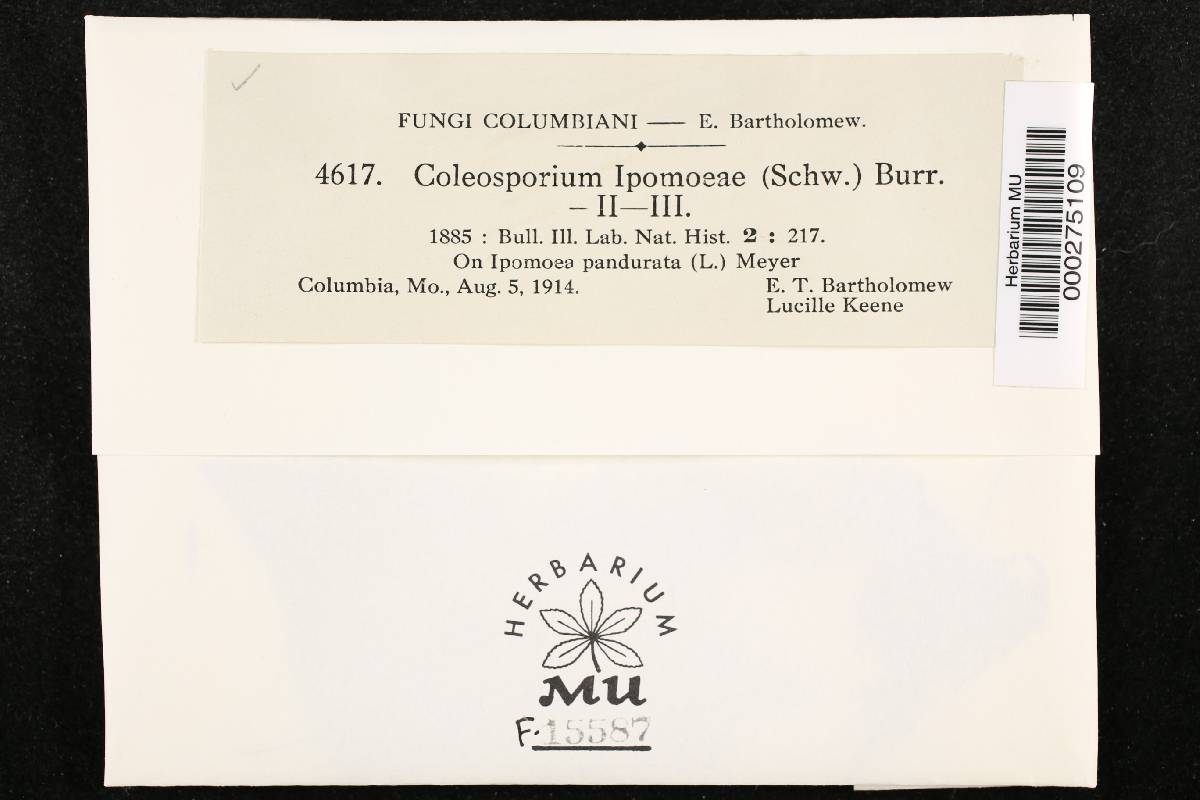 FUNGI COLUMBIANI — E. Bartholomew.
4617. Coleosporium Ipomoeae (Schw.) Burr.
– II—III.
1885 : Bull. Ill. Lab. Nat. Hist. 2 : 217.
On Ipomoea pandurata (L.) Meyer
Columbia, Mo., Aug. 5, 1914. E. T. Bartholomew
Lucille Keene
Herbarium MU
000275109
HERBARIUM
MU
F. 15587